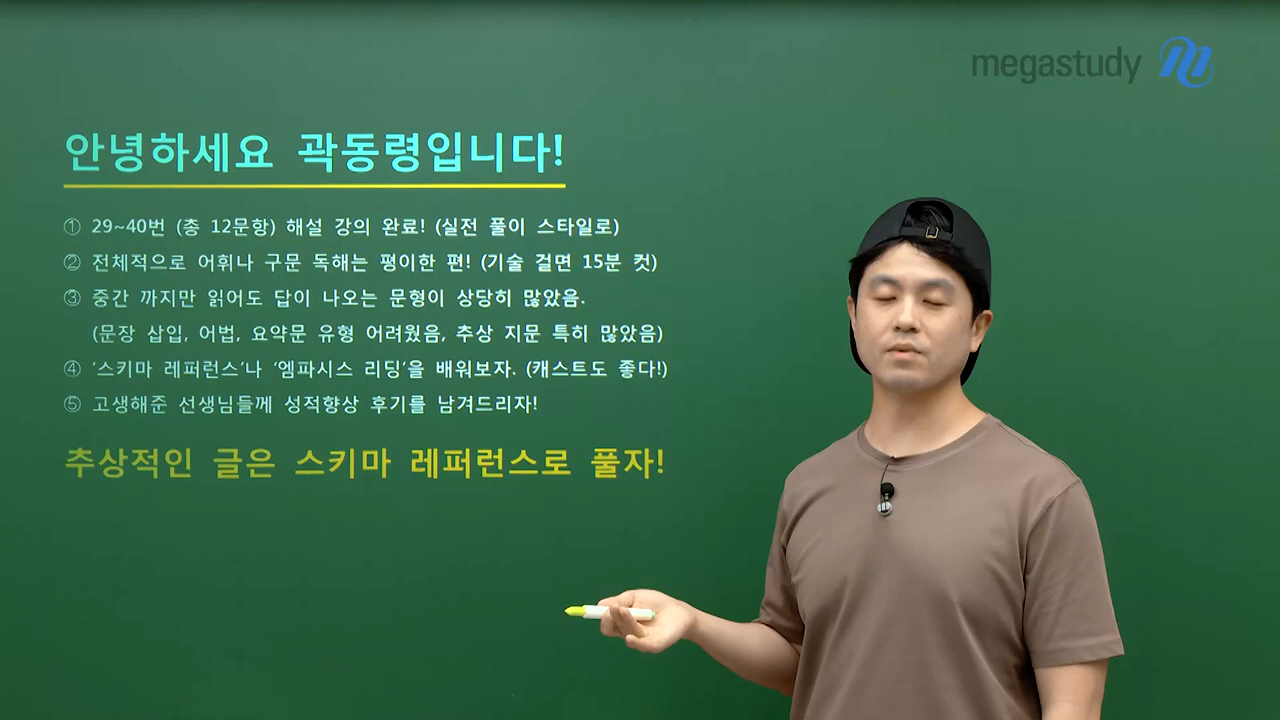 megastudy
안녕하세요 곽동령입니다!
① 29~40번 (총 12문항) 해설 강의 완료! (실전 풀이 스타일로)
② 전체적으로 어휘나 구문 독해는 평이한 편! (기술 걸면 15분 컷)
③ 중간 까지만 읽어도 답이 나오는 문형이 상당히 많았음.
(문장 삽입, 어법, 요약문 유형 어려웠음, 추상 지문 특히 많았음)
④ ‘스키마 레퍼런스‘나 ‘엠파시스 리딩’을 배워보자. (캐스트도 좋다!)
⑤ 고생해준 선생님들께 성적향상 후기를 남겨드리자!
추상적인 글은 스키마 레퍼런스로 풀자!